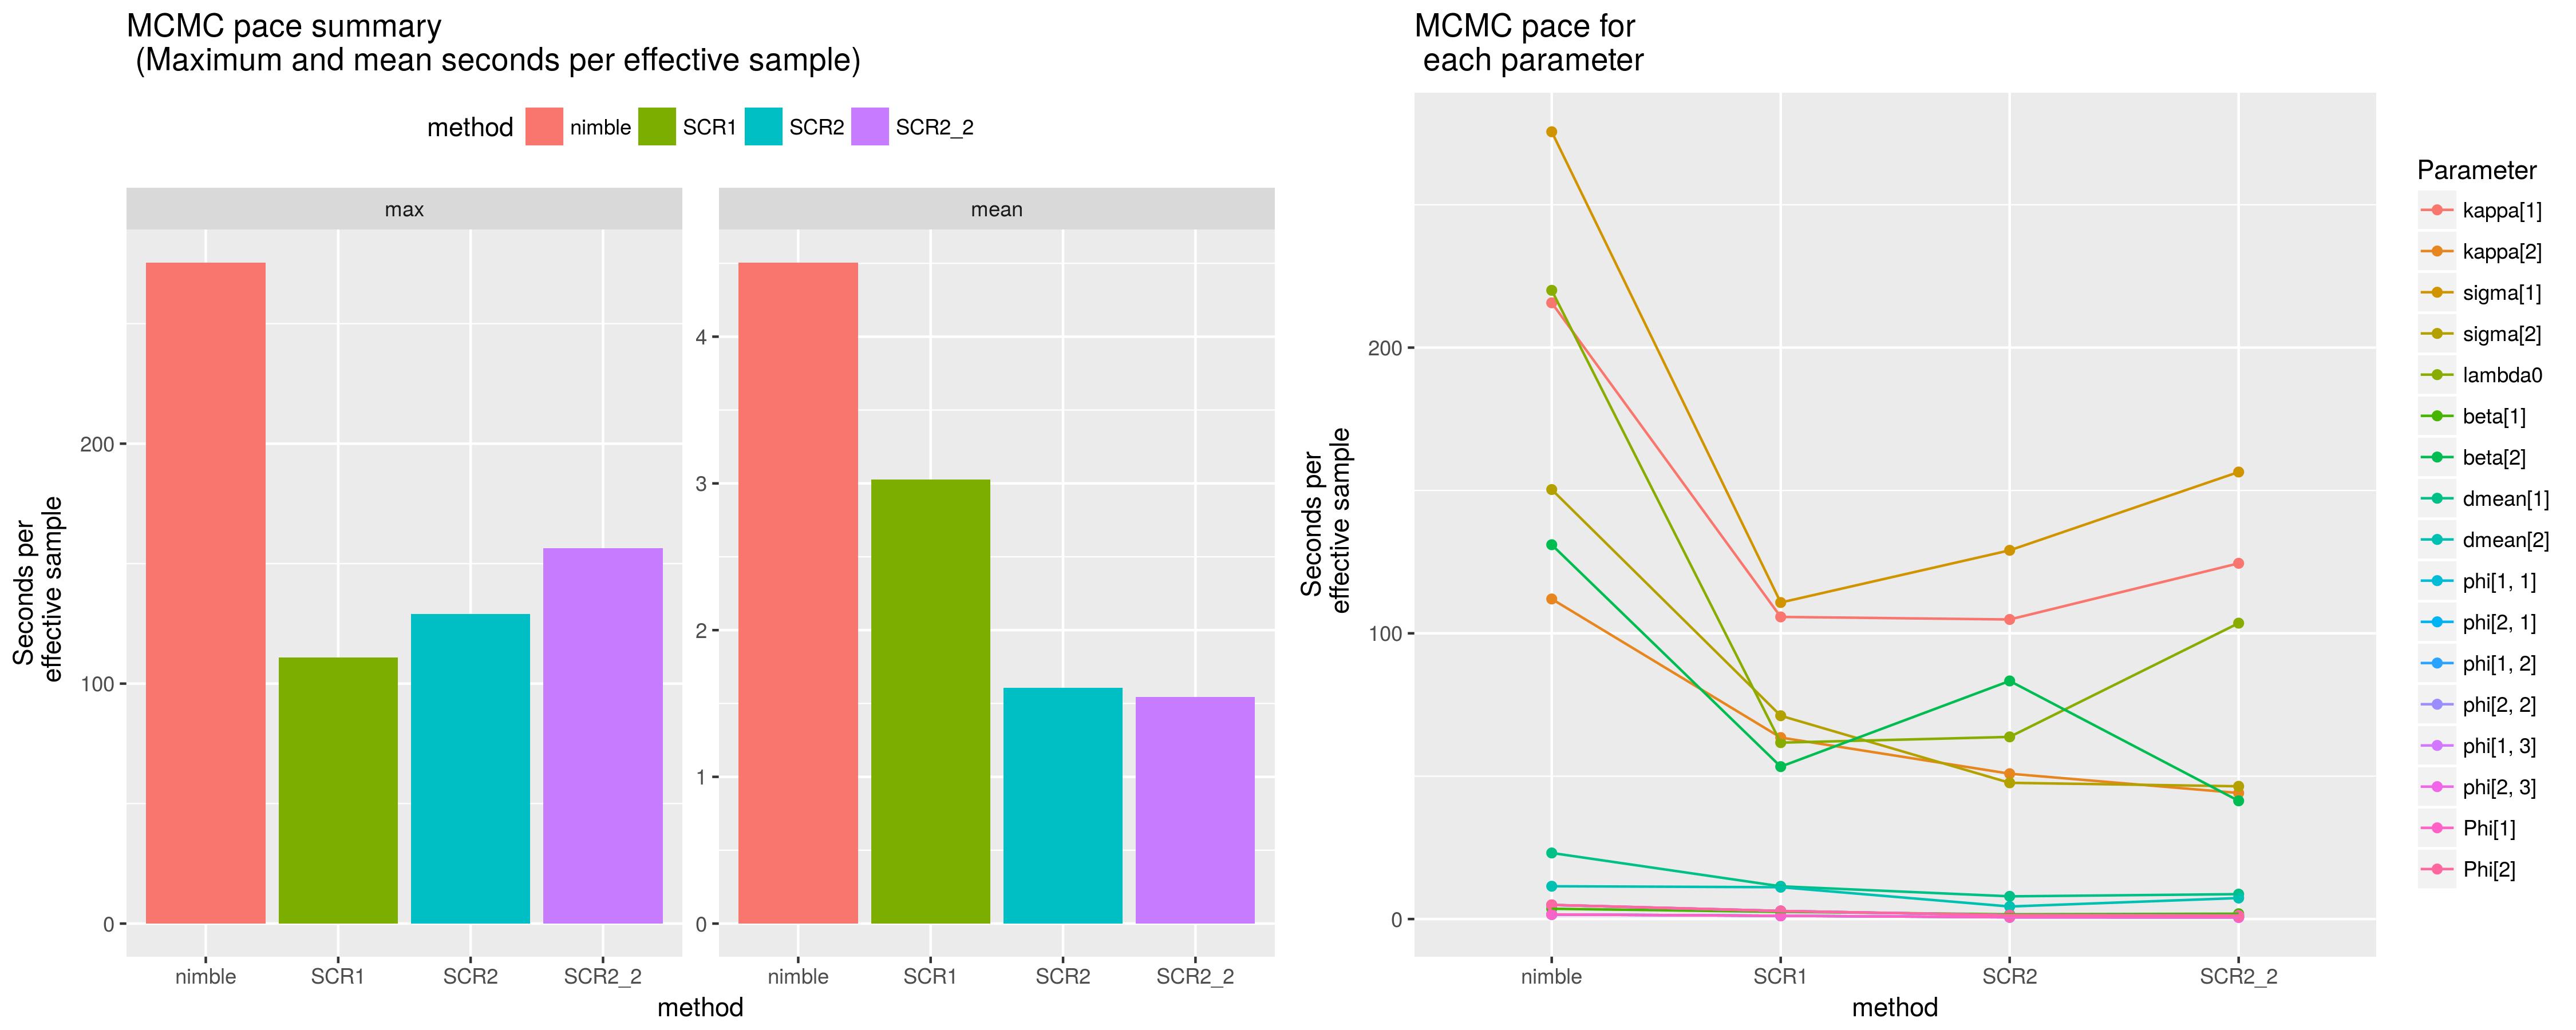 MCMC pace summary
(Maximum and mean seconds per effective sample)
method nimble SCR1 SCR2 SCR2_2
max
mean
Seconds per
effective sample
200
100
0
4
3
2
1
0
nimble SCR1 SCR2 SCR2_2
nimble SCR1 SCR2 SCR2_2
method
MCMC pace for
each parameter
Seconds per
effective sample
200
100
0
nimble SCR1 SCR2 SCR2_2
method
Parameter
kappa[1]
kappa[2]
sigma[1]
sigma[2]
lambda0
beta[1]
beta[2]
dmean[1]
dmean[2]
phi[1, 1]
phi[2, 1]
phi[1, 2]
phi[2, 2]
phi[1, 3]
phi[2, 3]
Phi[1]
Phi[2]